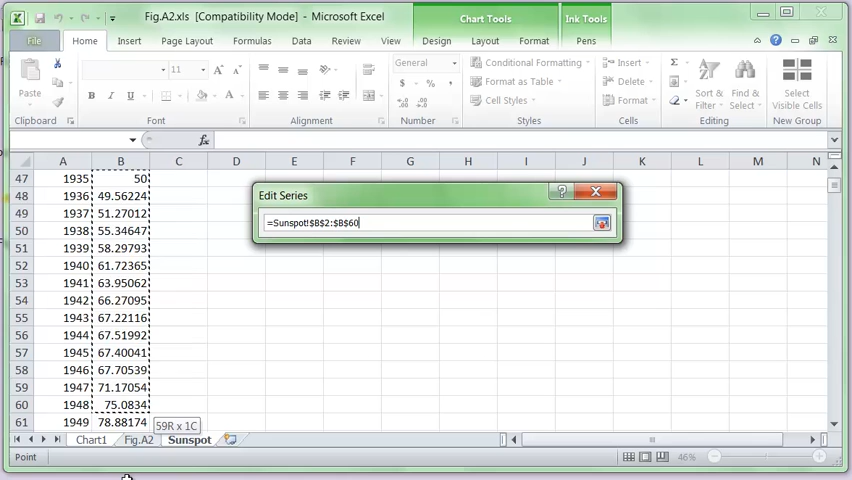 Fig.A2.xls [Compatibility Mode] - Microsoft Excel
Chart Tools
Ink Tools
File Home Insert Page Layout Formulas Data Review View Design Layout Format Pens
Paste
Clipboard
11 A A
B I U
Font
Alignment
General
$ % ,
Number
Conditional Formatting
Format as Table
Cell Styles
Styles
Insert
Delete
Format
Cells
Σ
Sort & Filter
Find & Select
Editing
Select Visible Cells
New Group
fx
A B C D E F G H I J K L M N
47 1935 50
48 1936 49.56224
49 1937 51.27012
50 1938 55.34647
51 1939 58.29793
52 1940 61.72365
53 1941 63.95062
54 1942 66.27095
55 1943 67.22116
56 1944 67.51992
57 1945 67.40041
58 1946 67.70539
59 1947 71.17054
60 1948 75.0834
61 1949 78.88174
Edit Series
=Sunspot!$B$2:$B$60
59R x 1C
Chart1 Fig.A2 Sunspot
Point
46%